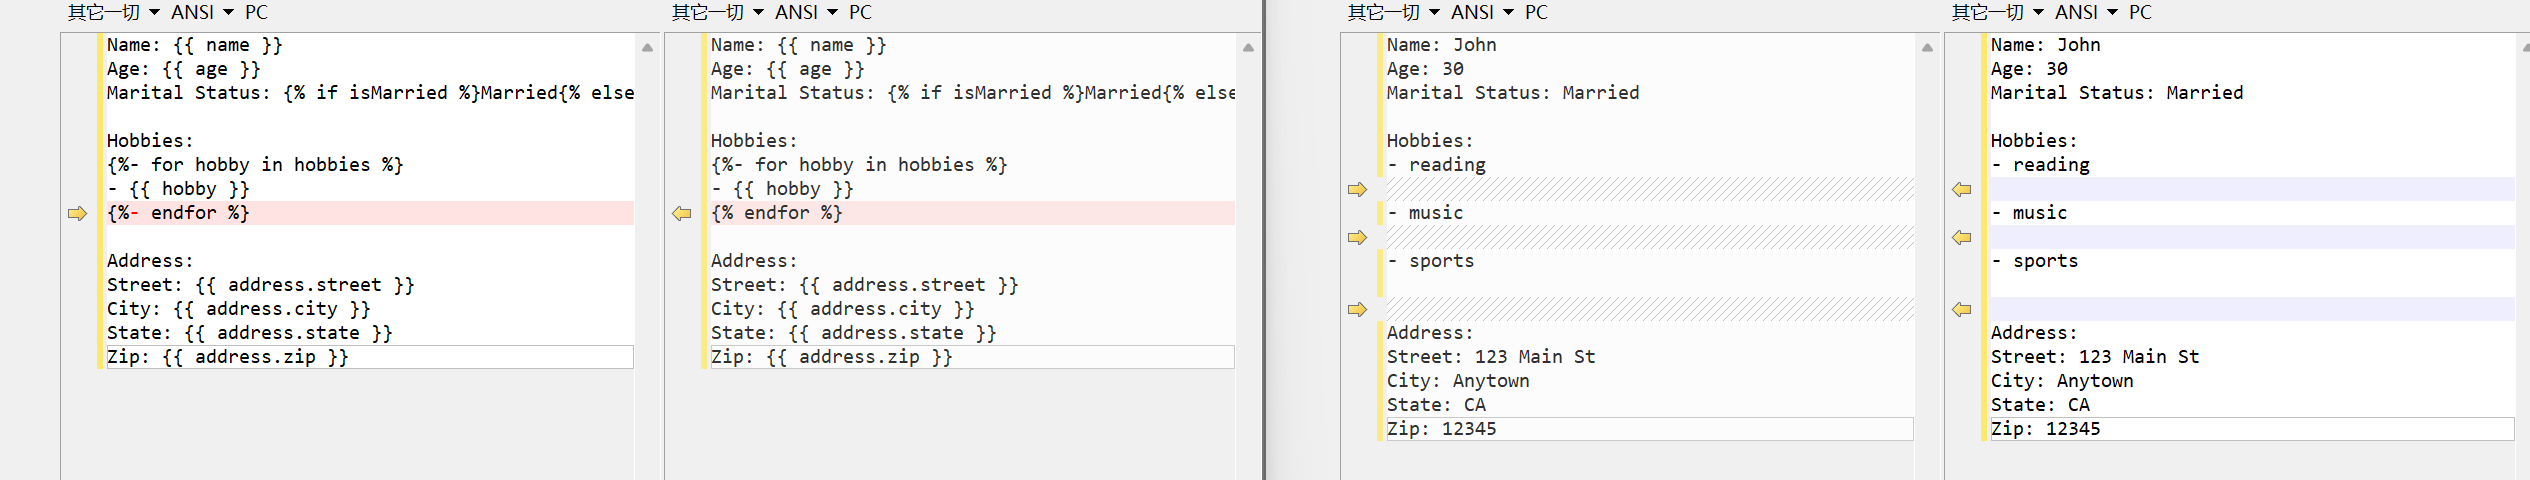 其它一切 ANSI PC
Name: {{ name }}
Age: {{ age }}
Marital Status: {% if isMarried %}Married{% else
Hobbies:
{%- for hobby in hobbies %}
- {{ hobby }}
{%- endfor %}
Address:
Street: {{ address.street }}
City: {{ address.city }}
State: {{ address.state }}
Zip: {{ address.zip }}
其它一切 ANSI PC
Name: {{ name }}
Age: {{ age }}
Marital Status: {% if isMarried %}Married{% else
Hobbies:
{%- for hobby in hobbies %}
- {{ hobby }}
{% endfor %}
Address:
Street: {{ address.street }}
City: {{ address.city }}
State: {{ address.state }}
Zip: {{ address.zip }}
其它一切 ANSI PC
Name: John
Age: 30
Marital Status: Married
Hobbies:
- reading
- music
- sports
Address:
Street: 123 Main St
City: Anytown
State: CA
Zip: 12345
其它一切 ANSI PC
Name: John
Age: 30
Marital Status: Married
Hobbies:
- reading
- music
- sports
Address:
Street: 123 Main St
City: Anytown
State: CA
Zip: 12345